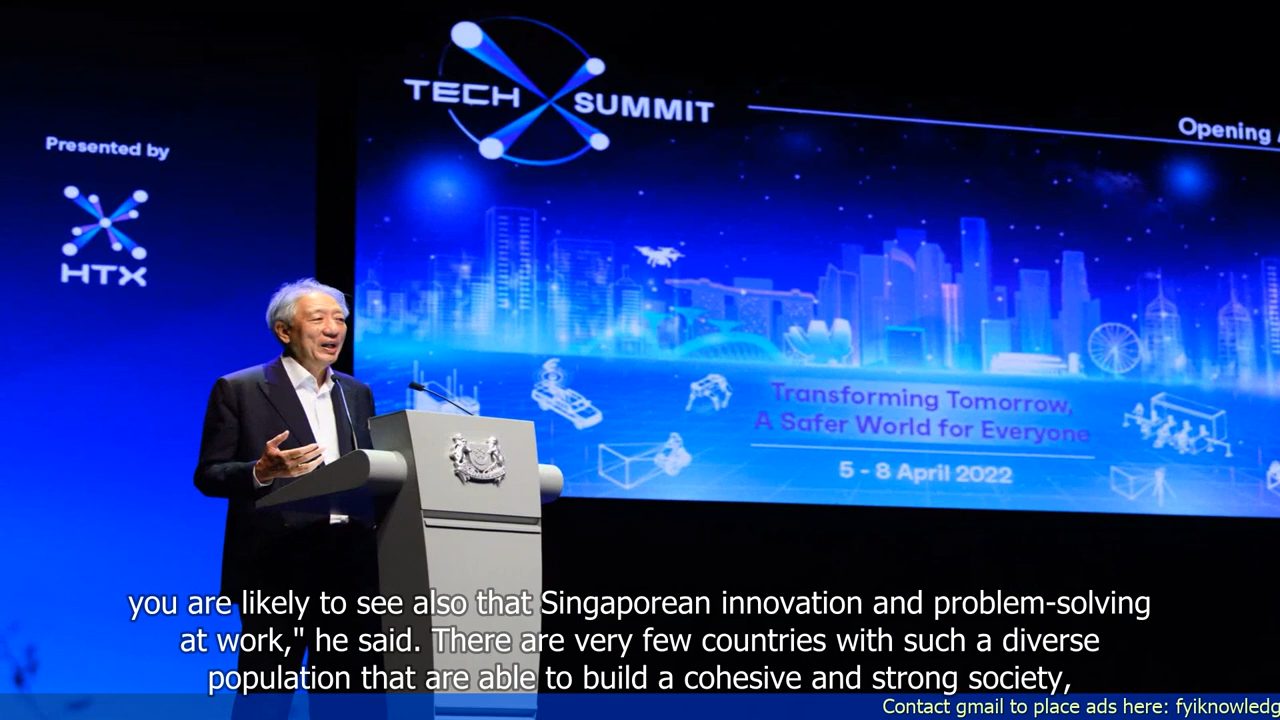 TECH SUMMIT
Opening
Presented by
HTX
Transforming Tomorrow,
A Safer World for Everyone
5 - 8 April 2022
you are likely to see also that Singaporean innovation and problem-solving
at work," he said. There are very few countries with such a diverse
population that are able to build a cohesive and strong society,
Contact gmail to place ads here: fyiknowledg